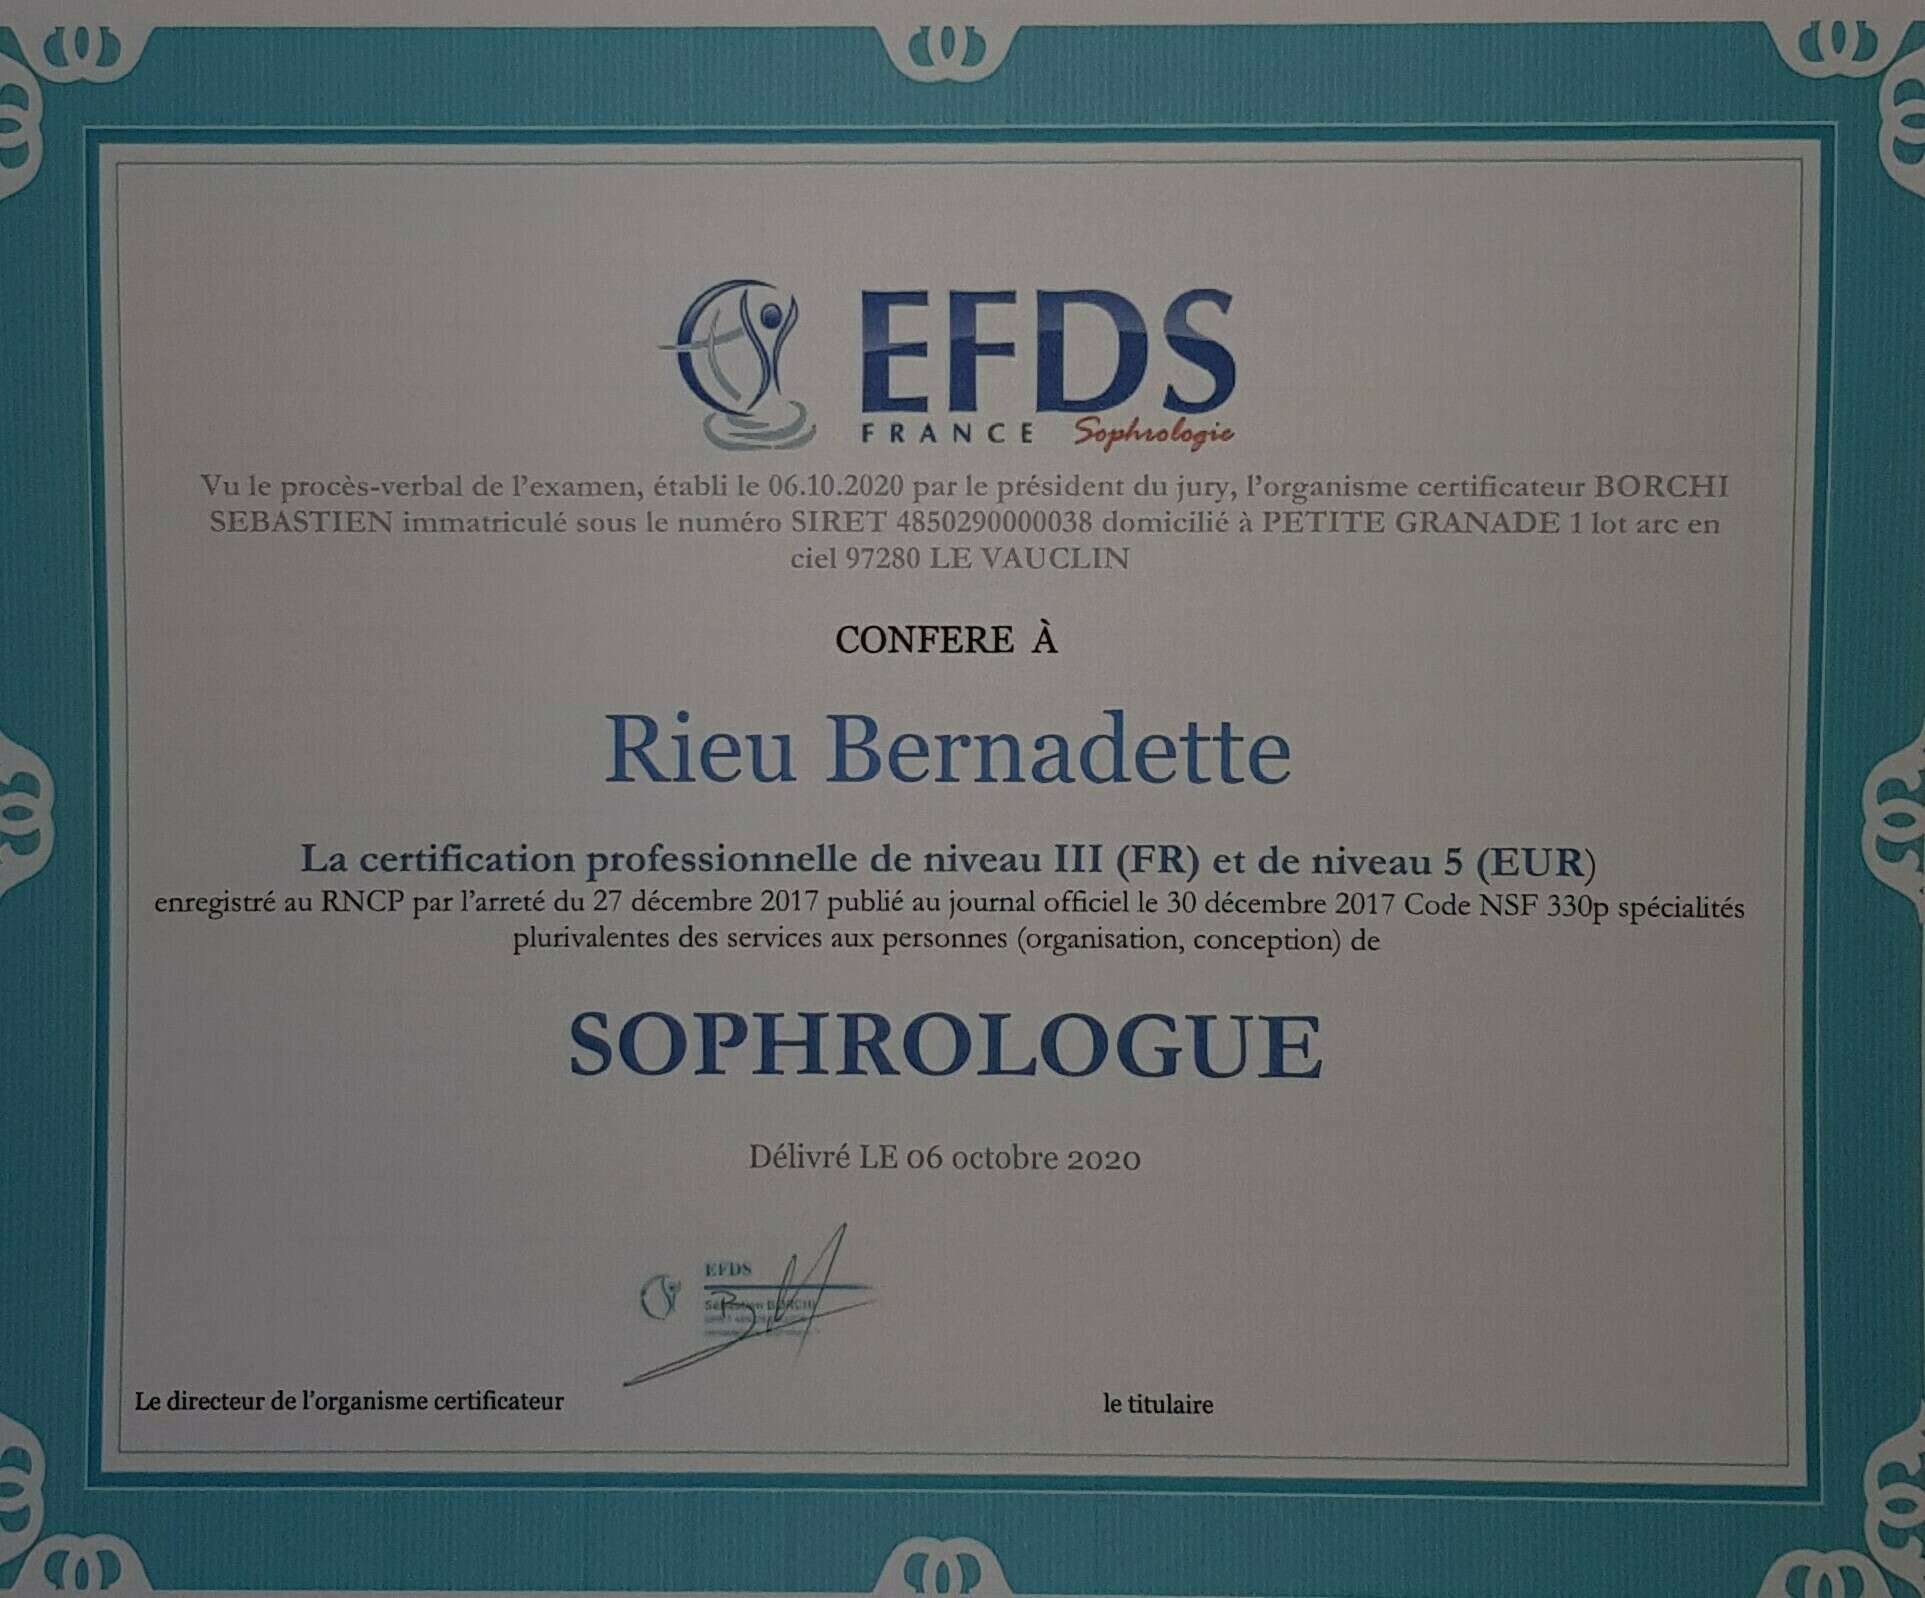 EFDS
FRANCE Sophrologie
Vu le procès-verbal de l'examen, établi le 06.10.2020 par le président du jury, l'organisme certificateur BORCHI
SEBASTIEN immatriculé sous le numéro SIRET 4850290000038 domicilié à PETITE GRANADE 1 lot arc en
ciel 97280 LE VAUCLIN
CONFERE À
Rieu Bernadette
La certification professionnelle de niveau III (FR) et de niveau 5 (EUR)
enregistré au RNCP par l'arreté du 27 décembre 2017 publié au journal officiel le 30 décembre 2017 Code NSF 330p spécialités
plurivalentes des services aux personnes (organisation, conception) de
SOPHROLOGUE
Délivré LE 06 octobre 2020
EFDS
Sébastien BORCHI
Le directeur de l'organisme certificateur
le titulaire